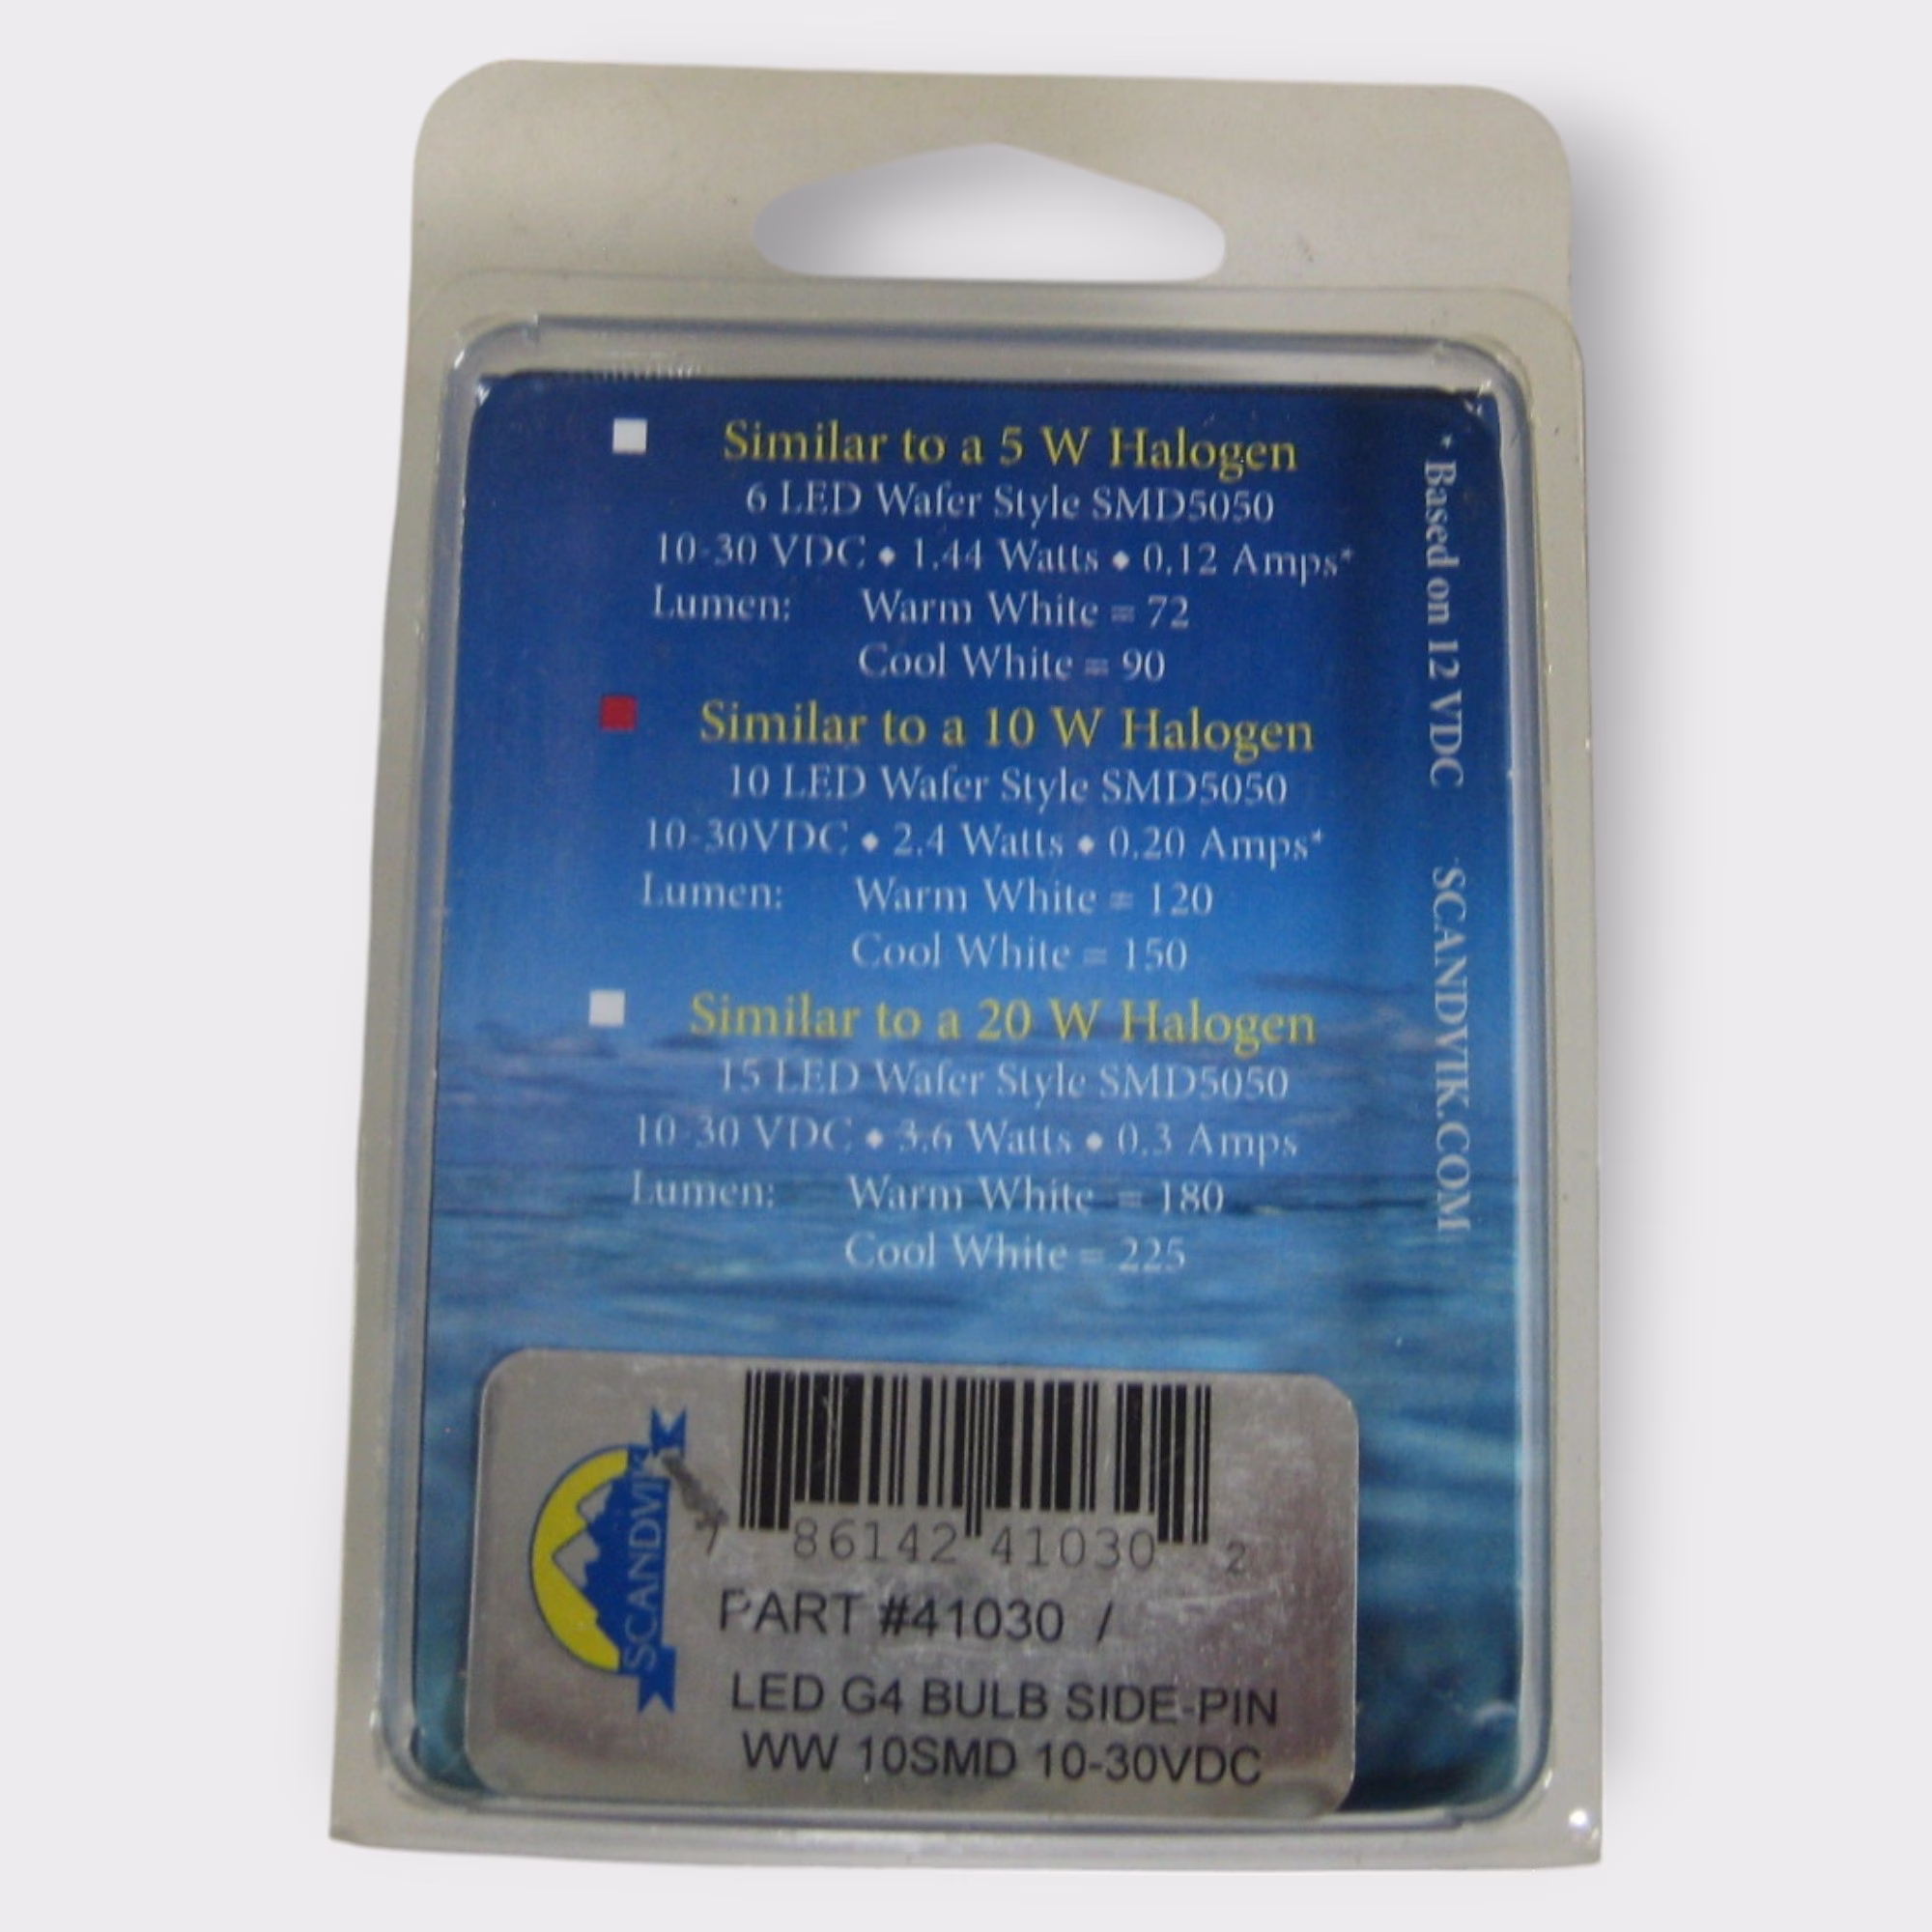 Similar to a 5 W Halogen
6 LED Wafer Style SMD5050
10-30 VDC ◆ 1.44 Watts ◆ 0.12 Amps*
Lumen: Warm White = 72
Cool White = 90
Similar to a 10 W Halogen
10 LED Wafer Style SMD5050
10-30VDC ◆ 2.4 Watts ◆ 0.20 Amps*
Lumen: Warm White = 120
Cool White = 150
Similar to a 20 W Halogen
15 LED Wafer Style SMD5050
10-30 VDC ◆ 3.6 Watts ◆ 0.3 Amps
Lumen: Warm White = 180
Cool White = 225
* Based on 12 VDC SCANDVIK.COM
SCANDVIK
7 86142 41030 2
PART #41030 /
LED G4 BULB SIDE-PIN
WW 10SMD 10-30VDC